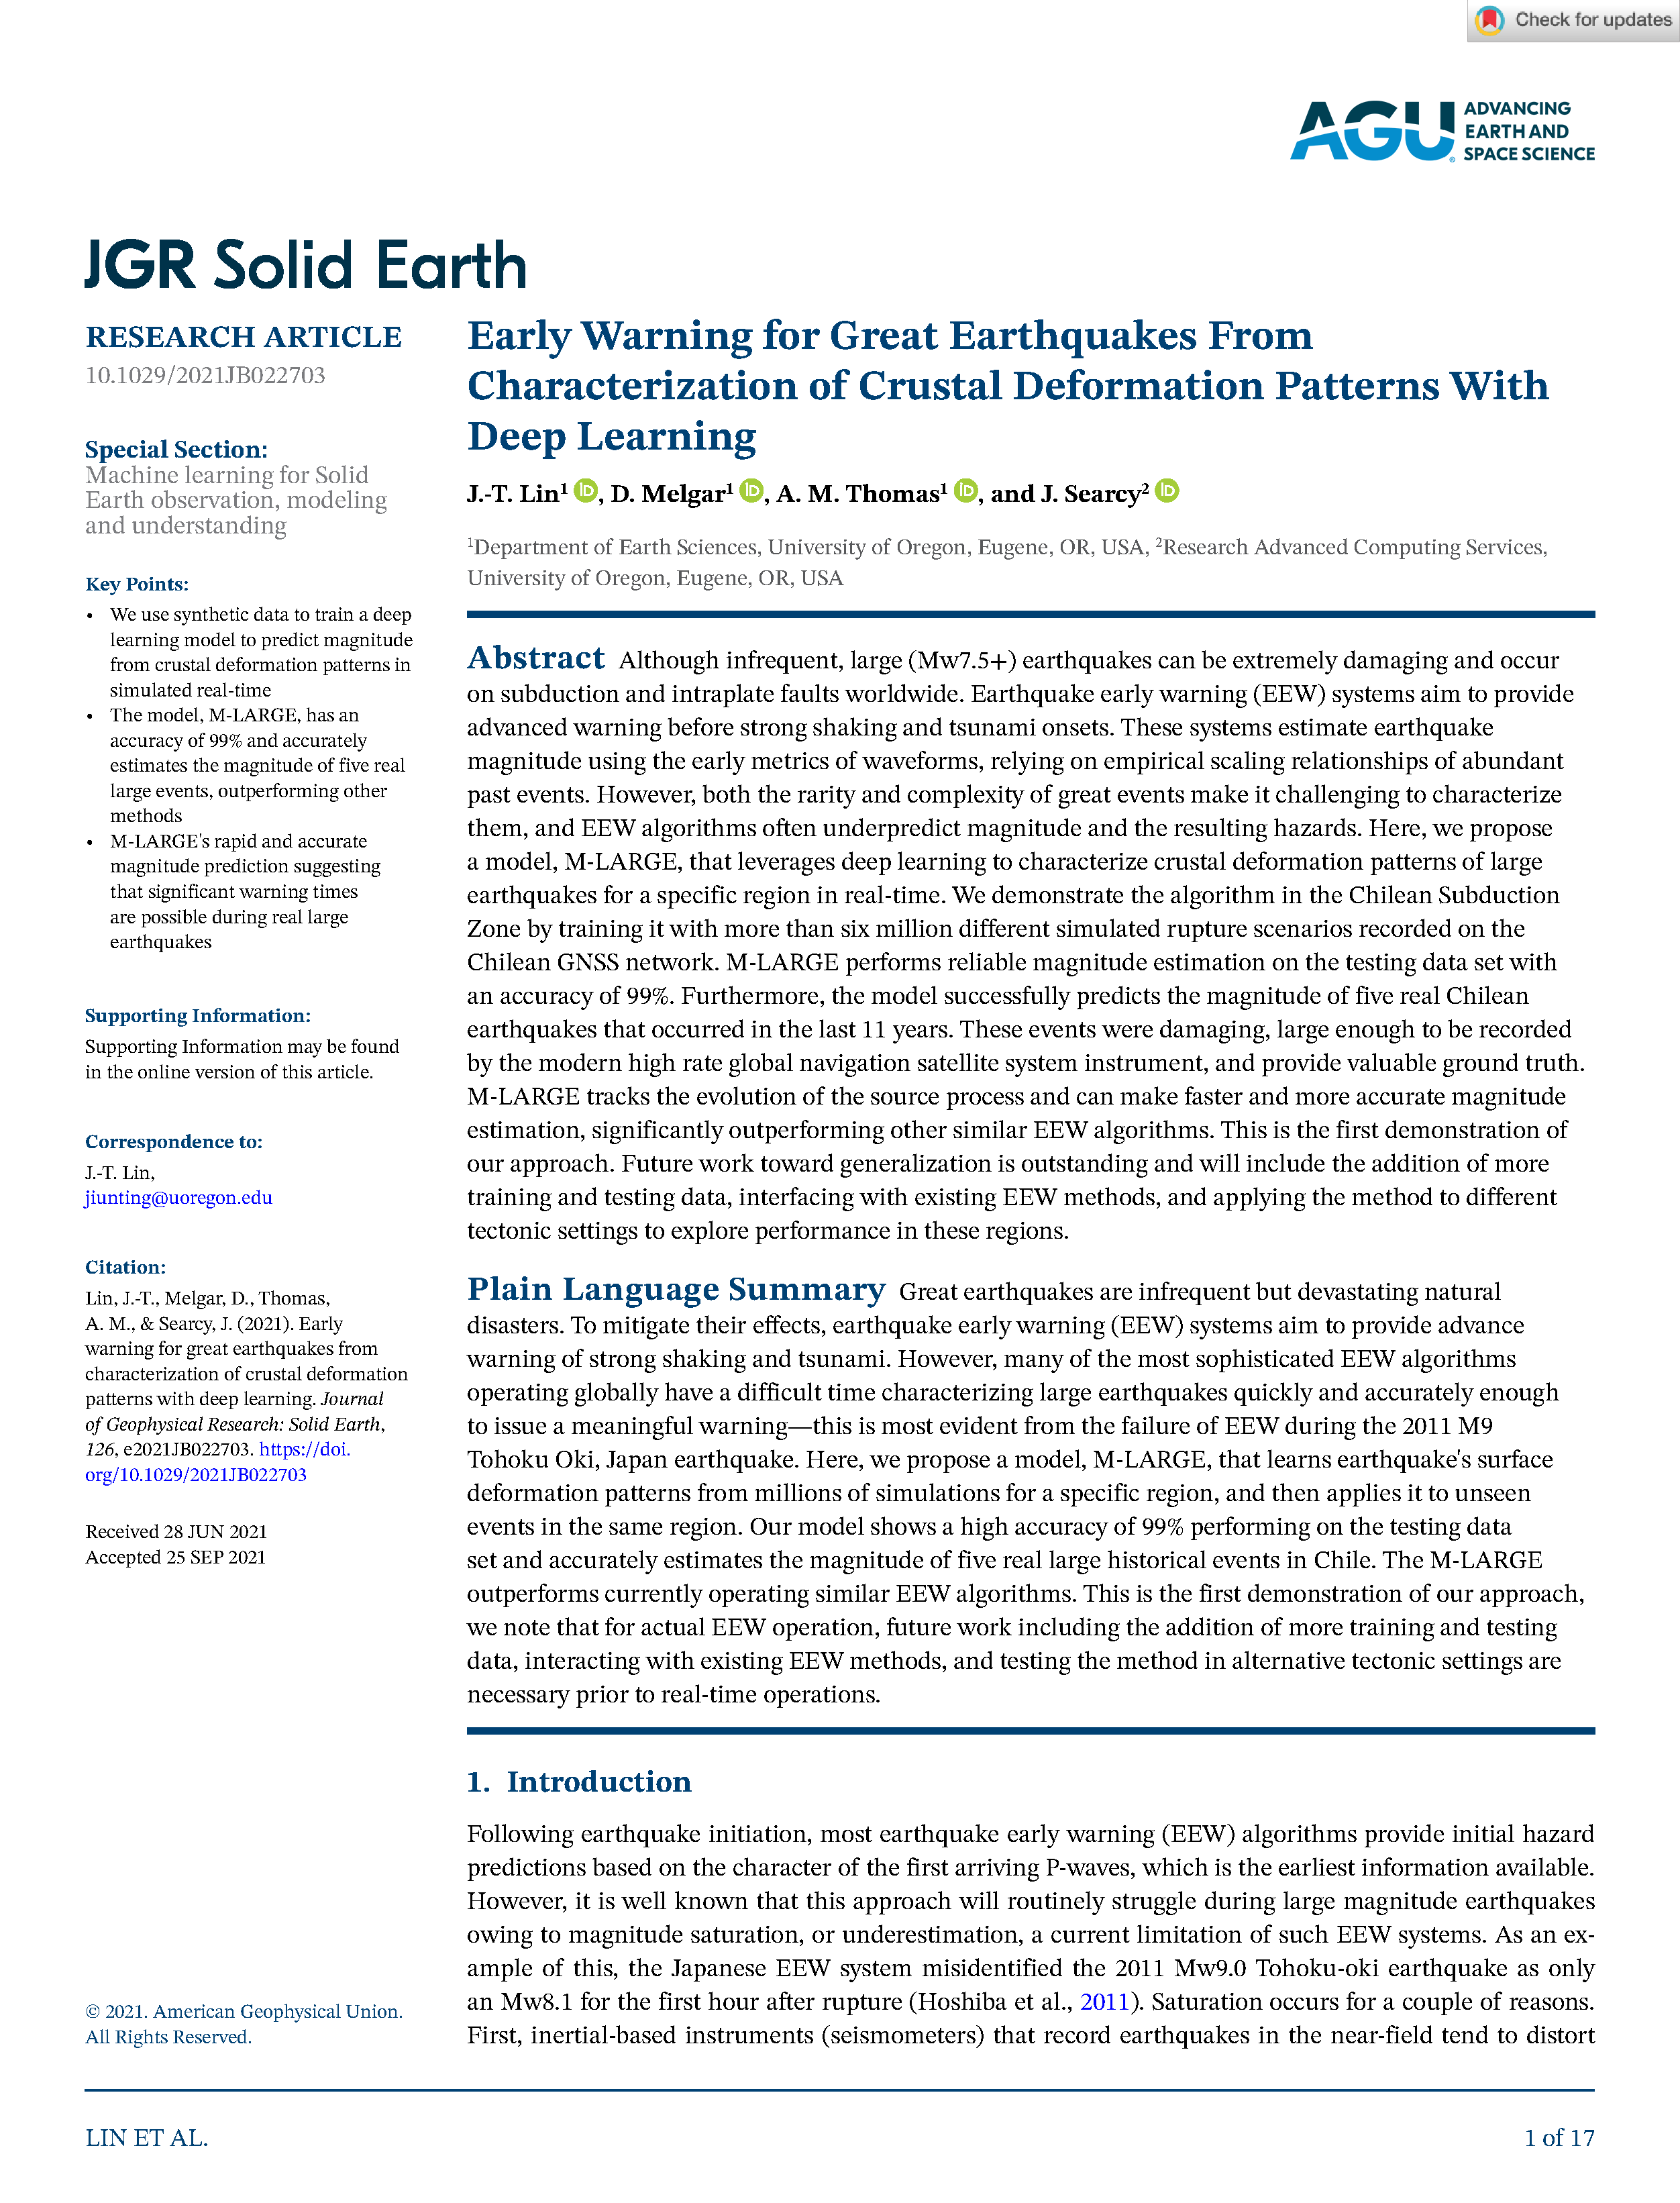 Check for updates
AGU
ADVANCING
EARTH AND
SPACE SCIENCE
JGR Solid Earth
RESEARCH ARTICLE
10.1029/2021JB022703
Special Section:
Machine learning for Solid
Earth observation, modeling
and understanding
Key Points:
• We use synthetic data to train a deep
learning model to predict magnitude
from crustal deformation patterns in
simulated real-time
• The model, M-LARGE, has an
accuracy of 99% and accurately
estimates the magnitude of five real
large events, outperforming other
methods
• M-LARGE's rapid and accurate
magnitude prediction suggesting
that significant warning times
are possible during real large
earthquakes
Supporting Information:
Supporting Information may be found
in the online version of this article.
Correspondence to:
J.-T. Lin,
jiunting@uoregon.edu
Citation:
Lin, J.-T., Melgar, D., Thomas,
A. M., & Searcy, J. (2021). Early
warning for great earthquakes from
characterization of crustal deformation
patterns with deep learning. Journal
of Geophysical Research: Solid Earth,
126, e2021JB022703. https://doi.
org/10.1029/2021JB022703
Received 28 JUN 2021
Accepted 25 SEP 2021
© 2021. American Geophysical Union.
All Rights Reserved.
Early Warning for Great Earthquakes From
Characterization of Crustal Deformation Patterns With
Deep Learning
J.-T. Lin¹ iD, D. Melgar¹ iD, A. M. Thomas¹ iD, and J. Searcy² iD
¹Department of Earth Sciences, University of Oregon, Eugene, OR, USA, ²Research Advanced Computing Services,
University of Oregon, Eugene, OR, USA
Abstract Although infrequent, large (Mw7.5+) earthquakes can be extremely damaging and occur
on subduction and intraplate faults worldwide. Earthquake early warning (EEW) systems aim to provide
advanced warning before strong shaking and tsunami onsets. These systems estimate earthquake
magnitude using the early metrics of waveforms, relying on empirical scaling relationships of abundant
past events. However, both the rarity and complexity of great events make it challenging to characterize
them, and EEW algorithms often underpredict magnitude and the resulting hazards. Here, we propose
a model, M-LARGE, that leverages deep learning to characterize crustal deformation patterns of large
earthquakes for a specific region in real-time. We demonstrate the algorithm in the Chilean Subduction
Zone by training it with more than six million different simulated rupture scenarios recorded on the
Chilean GNSS network. M-LARGE performs reliable magnitude estimation on the testing data set with
an accuracy of 99%. Furthermore, the model successfully predicts the magnitude of five real Chilean
earthquakes that occurred in the last 11 years. These events were damaging, large enough to be recorded
by the modern high rate global navigation satellite system instrument, and provide valuable ground truth.
M-LARGE tracks the evolution of the source process and can make faster and more accurate magnitude
estimation, significantly outperforming other similar EEW algorithms. This is the first demonstration of
our approach. Future work toward generalization is outstanding and will include the addition of more
training and testing data, interfacing with existing EEW methods, and applying the method to different
tectonic settings to explore performance in these regions.
Plain Language Summary Great earthquakes are infrequent but devastating natural
disasters. To mitigate their effects, earthquake early warning (EEW) systems aim to provide advance
warning of strong shaking and tsunami. However, many of the most sophisticated EEW algorithms
operating globally have a difficult time characterizing large earthquakes quickly and accurately enough
to issue a meaningful warning—this is most evident from the failure of EEW during the 2011 M9
Tohoku Oki, Japan earthquake. Here, we propose a model, M-LARGE, that learns earthquake's surface
deformation patterns from millions of simulations for a specific region, and then applies it to unseen
events in the same region. Our model shows a high accuracy of 99% performing on the testing data
set and accurately estimates the magnitude of five real large historical events in Chile. The M-LARGE
outperforms currently operating similar EEW algorithms. This is the first demonstration of our approach,
we note that for actual EEW operation, future work including the addition of more training and testing
data, interacting with existing EEW methods, and testing the method in alternative tectonic settings are
necessary prior to real-time operations.
1. Introduction
Following earthquake initiation, most earthquake early warning (EEW) algorithms provide initial hazard
predictions based on the character of the first arriving P-waves, which is the earliest information available.
However, it is well known that this approach will routinely struggle during large magnitude earthquakes
owing to magnitude saturation, or underestimation, a current limitation of such EEW systems. As an ex-
ample of this, the Japanese EEW system misidentified the 2011 Mw9.0 Tohoku-oki earthquake as only
an Mw8.1 for the first hour after rupture (Hoshiba et al., 2011). Saturation occurs for a couple of reasons.
First, inertial-based instruments (seismometers) that record earthquakes in the near-field tend to distort
LIN ET AL.
1 of 17